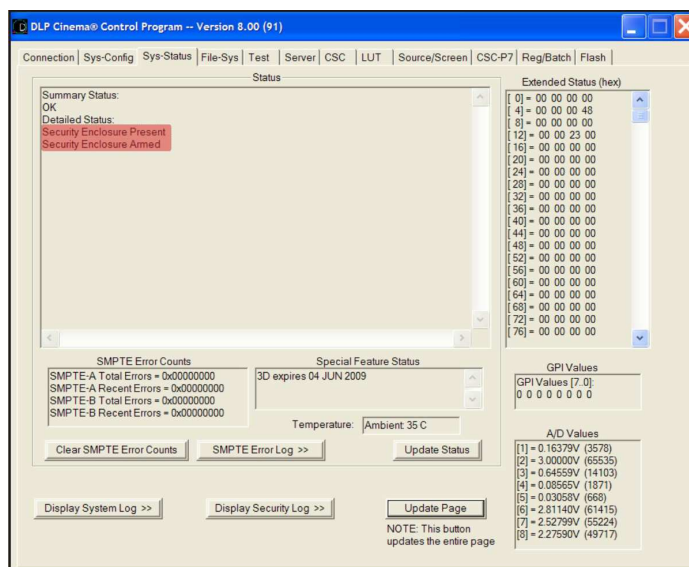 DLP Cinema® Control Program -- Version 8.00 (91)
Connection Sys-Config Sys-Status File-Sys Test Server CSC LUT Source/Screen CSC-P7 Reg/Batch Flash
Status
Summary Status:
OK
Detailed Status:
Security Enclosure Present
Security Enclosure Armed
Extended Status (hex)
[ 0] = 00 00 00 00
[ 4] = 00 00 00 48
[ 8] = 00 00 00 00
[ 12] = 00 00 23 00
[ 16] = 00 00 00 00
[ 20] = 00 00 00 00
[ 24] = 00 00 00 00
[ 28] = 00 00 00 00
[ 32] = 00 00 00 00
[ 36] = 00 00 00 00
[ 40] = 00 00 00 00
[ 44] = 00 00 00 00
[ 48] = 00 00 00 00
[ 52] = 00 00 00 00
[ 56] = 00 00 00 00
[ 60] = 00 00 00 00
[ 64] = 00 00 00 00
[ 68] = 00 00 00 00
[ 72] = 00 00 00 00
[ 76] = 00 00 00 00
SMPTE Error Counts
SMPTE-A Total Errors = 0x00000000
SMPTE-A Recent Errors = 0x00000000
SMPTE-B Total Errors = 0x00000000
SMPTE-B Recent Errors = 0x00000000
Special Feature Status
3D expires 04 JUN 2009
Temperature: Ambient: 35 C
Clear SMPTE Error Counts SMPTE Error Log >> Update Status
GPI Values
GPI Values [7..0]:
0 0 0 0 0 0 0 0
A/D Values
[1] = 0.16379V (3578)
[2] = 3.00000V (65535)
[3] = 0.64559V (14103)
[4] = 0.08565V (1871)
[5] = 0.03058V (668)
[6] = 2.81140V (61415)
[7] = 2.52799V (55224)
[8] = 2.27590V (49717)
Display System Log >> Display Security Log >> Update Page
NOTE: This button
updates the entire page